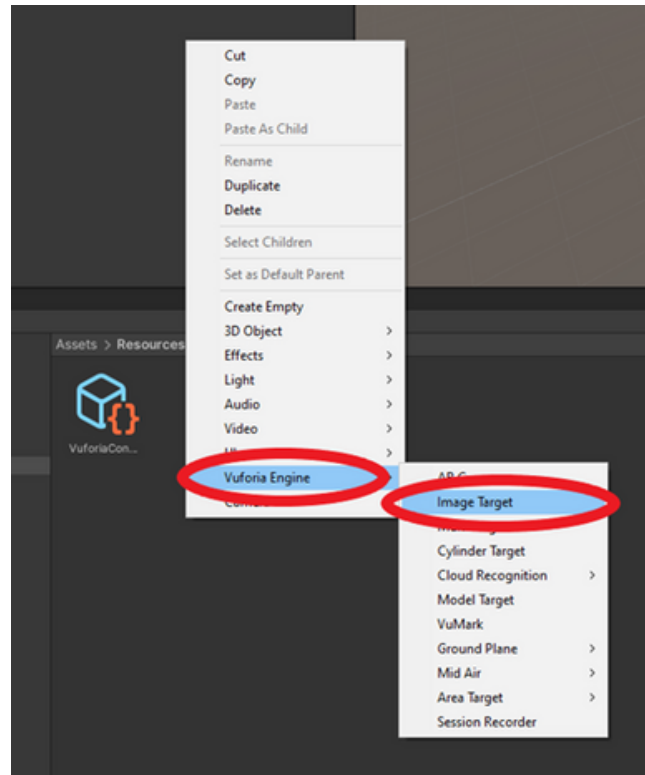 Cut
Copy
Paste
Paste As Child
Rename
Duplicate
Delete
Select Children
Set as Default Parent
Create Empty
3D Object
Effects
Light
Audio
Video
Vuforia Engine
Assets > Resources
VuforiaCon...
Image Target
Cylinder Target
Cloud Recognition
Model Target
VuMark
Ground Plane
Mid Air
Area Target
Session Recorder